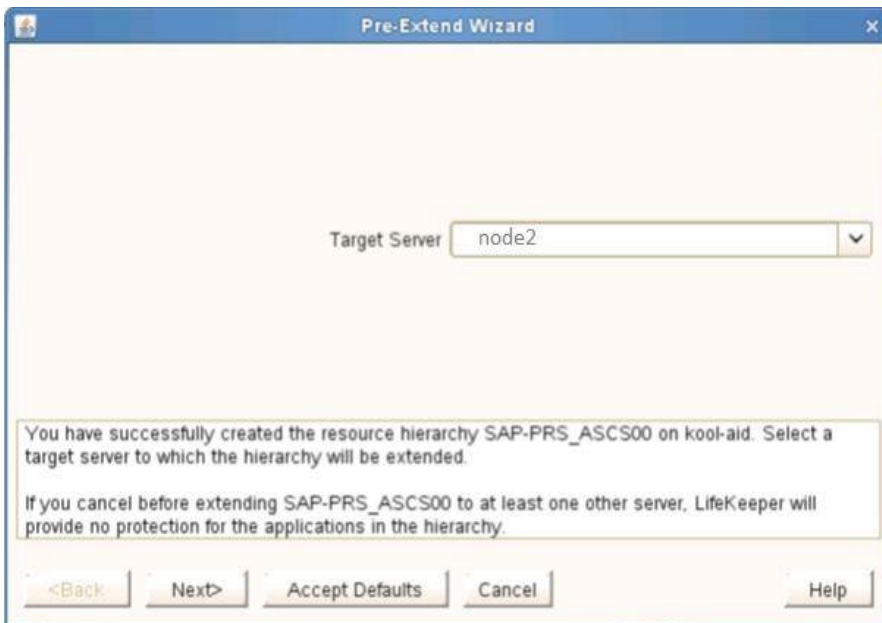 Pre-Extend Wizard
Target Server node2
You have successfully created the resource hierarchy SAP-PRS_ASCS00 on kool-aid. Select a
target server to which the hierarchy will be extended.
If you cancel before extending SAP-PRS_ASCS00 to at least one other server, LifeKeeper will
provide no protection for the applications in the hierarchy.
<Back Next> Accept Defaults Cancel Help